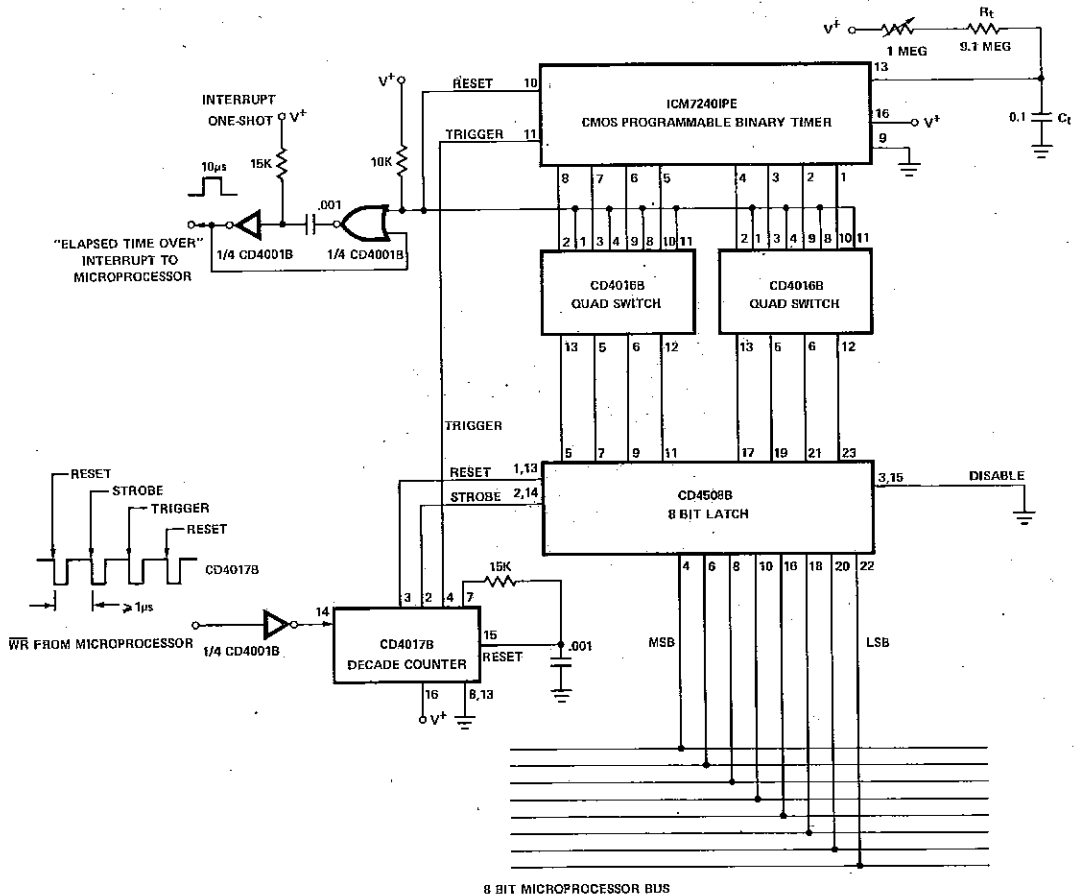 V+
1 MEG
Rt
9.1 MEG
13
0.1
Ct
ICM7240IPE
CMOS PROGRAMMABLE BINARY TIMER
RESET
10
TRIGGER
11
16
V+
9
8
7
6
5
4
3
2
1
INTERRUPT
ONE-SHOT
V+
V+
15K
10K
10µs
.001
1/4 CD4001B
1/4 CD4001B
"ELAPSED TIME OVER"
INTERRUPT TO
MICROPROCESSOR
2
1
3
4
9
8
10
11
CD4016B
QUAD SWITCH
13
5
6
12
2
1
3
4
9
8
10
11
CD4016B
QUAD SWITCH
13
5
6
12
TRIGGER
RESET
1,13
STROBE
2,14
5
7
9
11
17
19
21
23
CD4508B
8 BIT LATCH
3,15
DISABLE
4
6
8
10
16
18
20
22
MSB
LSB
RESET
STROBE
TRIGGER
RESET
CD4017B
⩾1µs
WR FROM MICROPROCESSOR
1/4 CD4001B
14
3
2
4
7
15K
CD4017B
DECADE COUNTER
15
RESET
.001
16
V+
8,13
8 BIT MICROPROCESSOR BUS